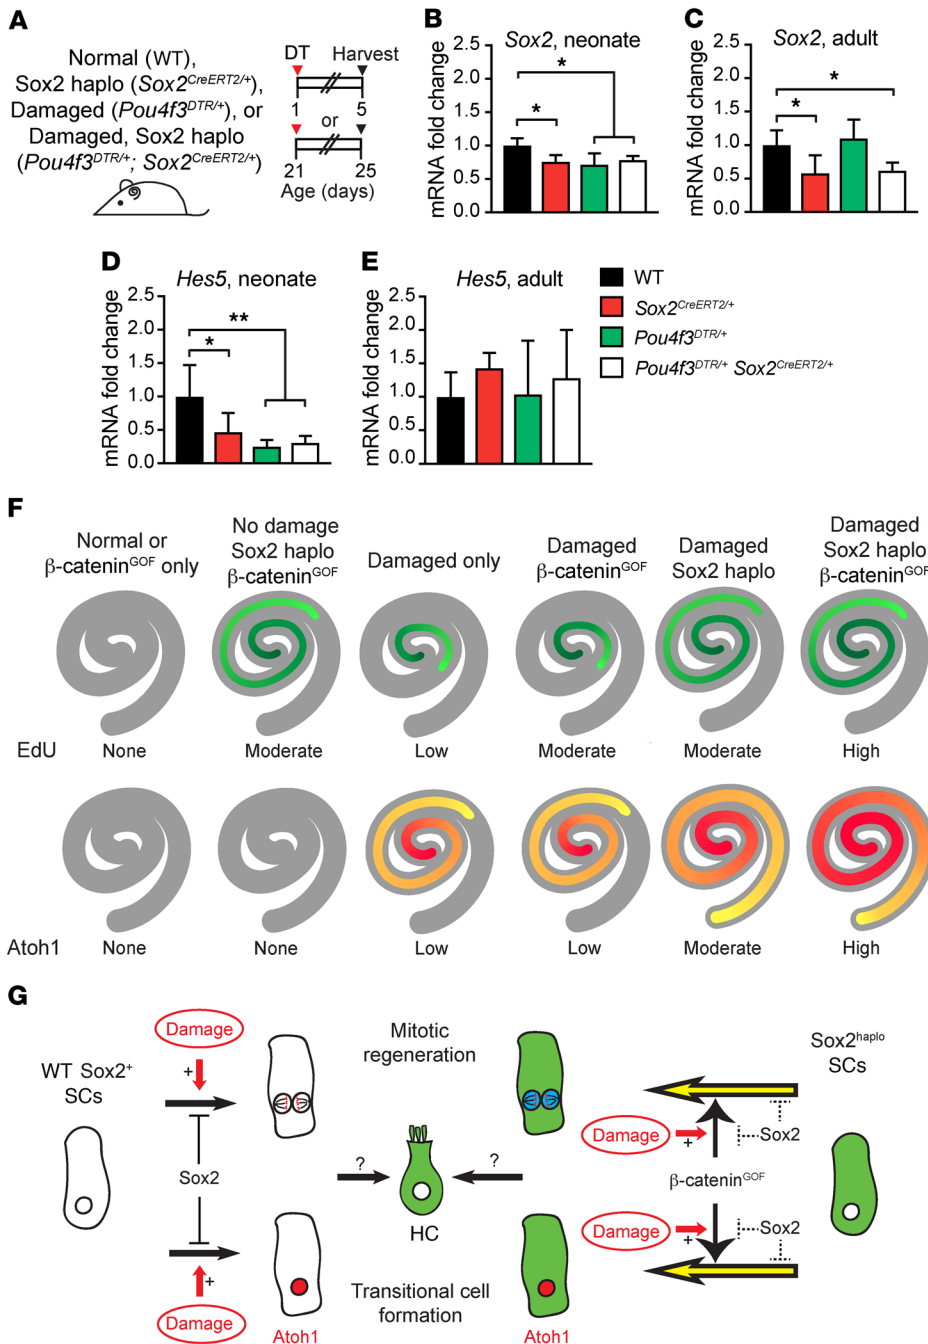 A
Normal (WT),
Sox2 haplo (Sox2CreERT2/+),
Damaged (Pou4f3DTR/+), or
Damaged, Sox2 haplo
(Pou4f3DTR/+; Sox2CreERT2/+)
DT Harvest
1 5
or
21 25
Age (days)
B
Sox2, neonate
mRNA fold change
2.5
2.0
1.5
1.0
0.5
0.0
*
*
C
Sox2, adult
mRNA fold change
2.5
2.0
1.5
1.0
0.5
0.0
*
*
D
Hes5, neonate
mRNA fold change
2.5
2.0
1.5
1.0
0.5
0.0
**
*
E
Hes5, adult
mRNA fold change
2.5
2.0
1.5
1.0
0.5
0.0
WT
Sox2CreERT2/+
Pou4f3DTR/+
Pou4f3DTR/+ Sox2CreERT2/+
F
Normal or
β-cateninGOF only
No damage
Sox2 haplo
β-cateninGOF
Damaged only
Damaged
β-cateninGOF
Damaged
Sox2 haplo
Damaged
Sox2 haplo
β-cateninGOF
EdU None Moderate Low Moderate Moderate High
Atoh1 None None Low Low Moderate High
G
WT Sox2+
SCs
Damage
+
Sox2
+
Damage
Atoh1
Mitotic
regeneration
?
?
HC
Transitional cell
formation
Atoh1
Sox2haplo
SCs
Damage
+
Sox2
β-cateninGOF
Damage
+
Sox2